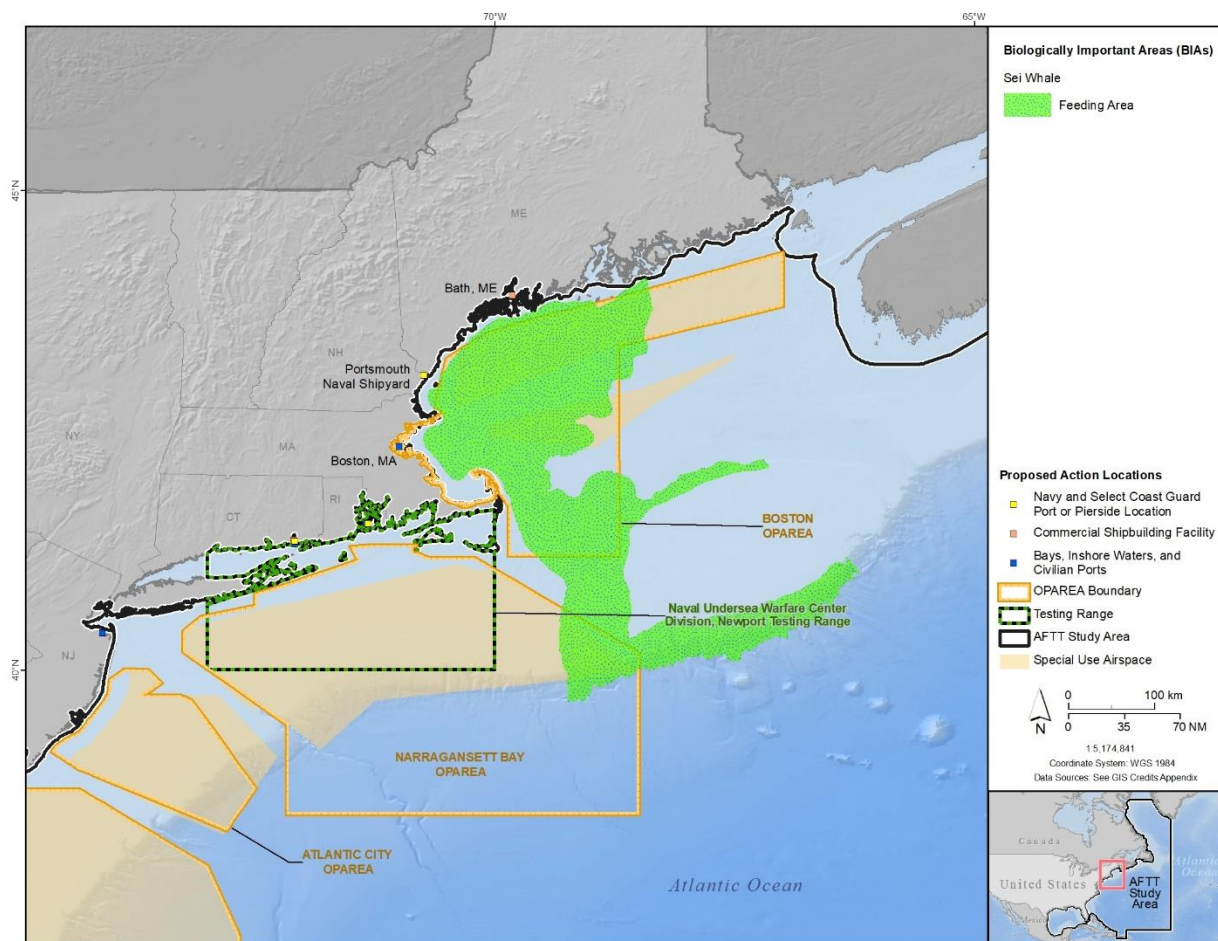 70°W
65°W
45°N
40°N
ME
NH
NY
MA
RI
CT
NJ
Bath, ME
Portsmouth
Naval Shipyard
Boston, MA
BOSTON
OPAREA
Naval Undersea Warfare Center
Division, Newport Testing Range
NARRAGANSETT BAY
OPAREA
ATLANTIC CITY
OPAREA
Atlantic Ocean
Biologically Important Areas (BIAs)
Sei Whale
Feeding Area
Proposed Action Locations
Navy and Select Coast Guard
Port or Pierside Location
Commercial Shipbuilding Facility
Bays, Inshore Waters, and
Civilian Ports
OPAREA Boundary
Testing Range
AFTT Study Area
Special Use Airspace
N
0 100 km
0 35 70 NM
1:5,174,841
Coordinate System: WGS 1984
Data Sources: See GIS Credits Appendix
Canada
United States
Mexico
Atlantic
Ocean
AFTT
Study
Area